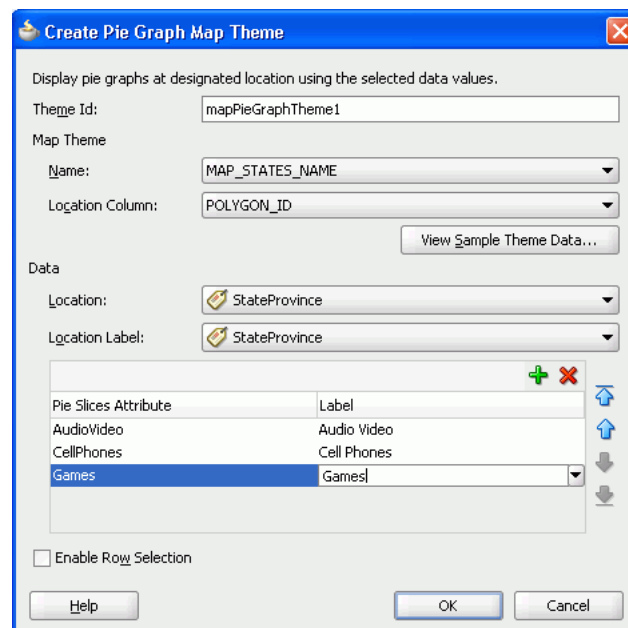 Create Pie Graph Map Theme
Display pie graphs at designated location using the selected data values.
Theme Id: mapPieGraphTheme1
Map Theme
Name: MAP_STATES_NAME
Location Column: POLYGON_ID
View Sample Theme Data...
Data
Location: StateProvince
Location Label: StateProvince
Pie Slices Attribute Label
AudioVideo Audio Video
CellPhones Cell Phones
Games Games
Enable Row Selection
Help OK Cancel